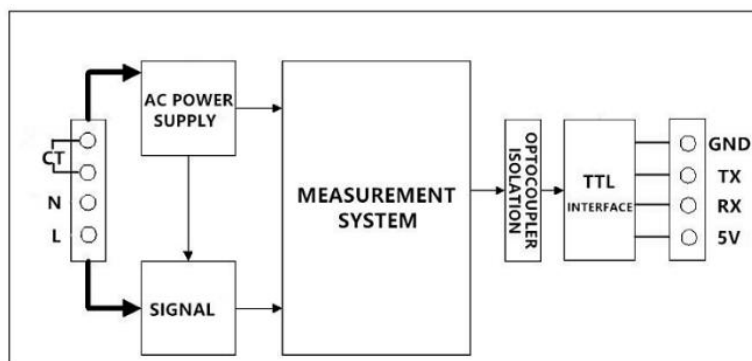 AC POWER
SUPPLY
CT
N
L
SIGNAL
MEASUREMENT
SYSTEM
OPTOCOUPLER
ISOLATION
TTL
INTERFACE
GND
TX
RX
5V